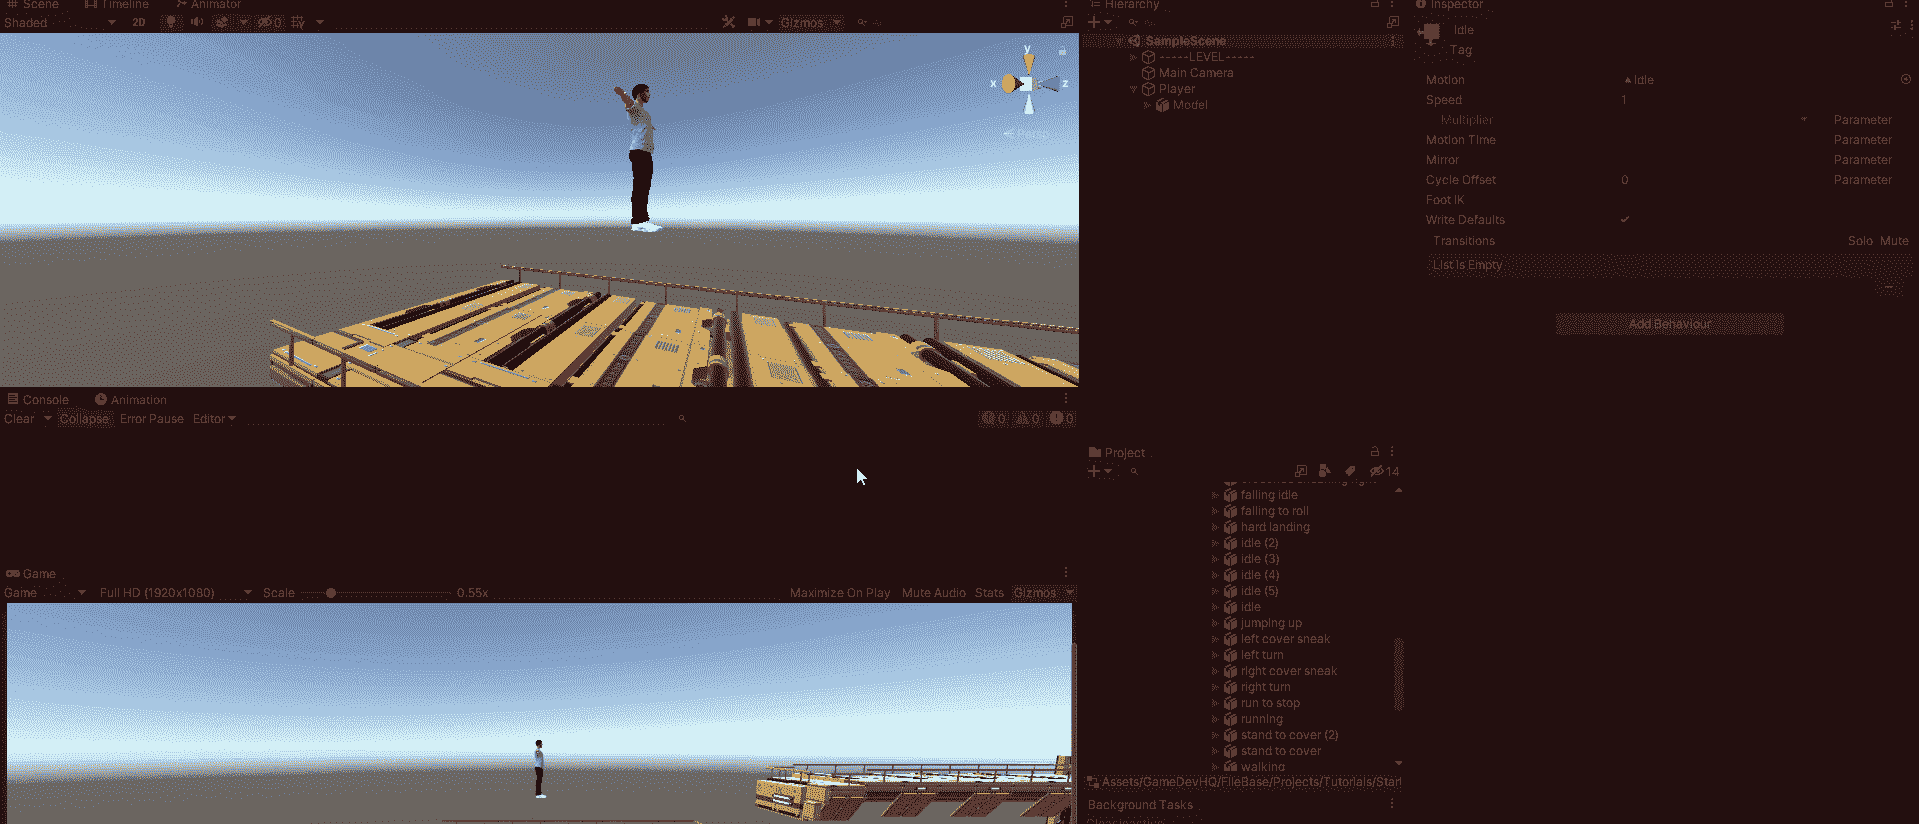 Scene Timeline Animator
Shaded 2D Gizmos
y
x z
Persp
Console Animation
Clear Collapse Error Pause Editor 0 0 0
Game
Game Full HD (1920x1080) Scale 0.55x Maximize On Play Mute Audio Stats Gizmos
Hierarchy
SampleScene
-----LEVEL-----
Main Camera
Player
Model
Project
14
falling idle
falling to roll
hard landing
idle (2)
idle (3)
idle (4)
idle (5)
idle
jumping up
left cover sneak
left turn
right cover sneak
right turn
run to stop
running
stand to cover (2)
stand to cover
walking
Assets/GameDevHQ/FileBase/Projects/Tutorials/Starl
Background Tasks
Inspector
Idle
Tag
Motion Idle
Speed 1
Multiplier Parameter
Motion Time Parameter
Mirror Parameter
Cycle Offset 0 Parameter
Foot IK
Write Defaults
Transitions Solo Mute
List is Empty
Add Behaviour